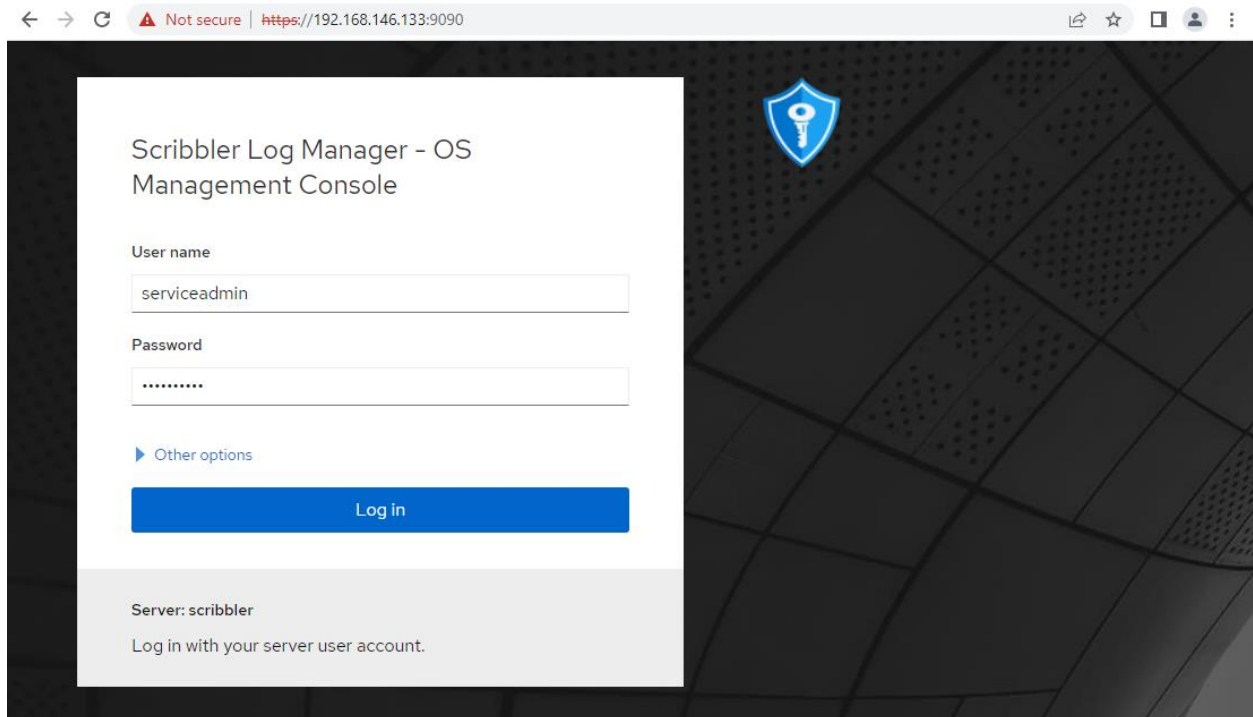 Not secure | https://192.168.146.133:9090
Scribbler Log Manager - OS
Management Console
User name
serviceadmin
Password
••••••••••
Other options
Log in
Server: scribbler
Log in with your server user account.